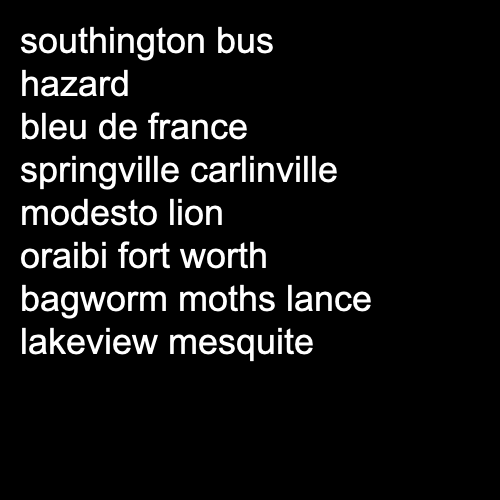 southington bus
hazard
bleu de france
springville carlinville
modesto lion
oraibi fort worth
bagworm moths lance
lakeview mesquite